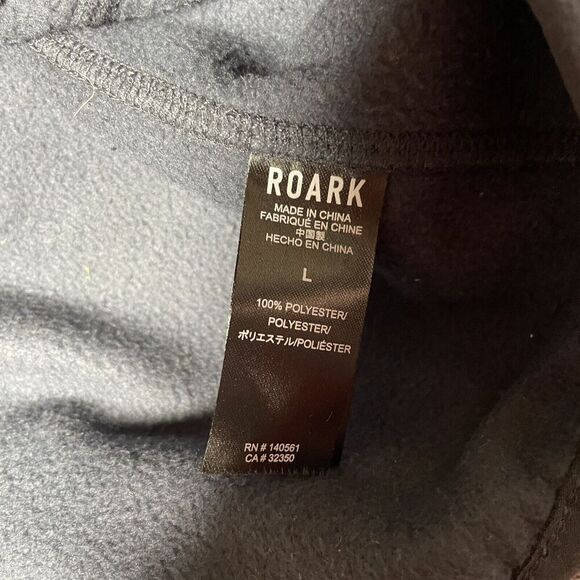 ROARK
MADE IN CHINA
FABRIQUÉ EN CHINE
中国製
HECHO EN CHINA
L
100% POLYESTER/
POLYESTER/
ポリエステル/POLIÉSTER
RN # 140561
CA # 32350